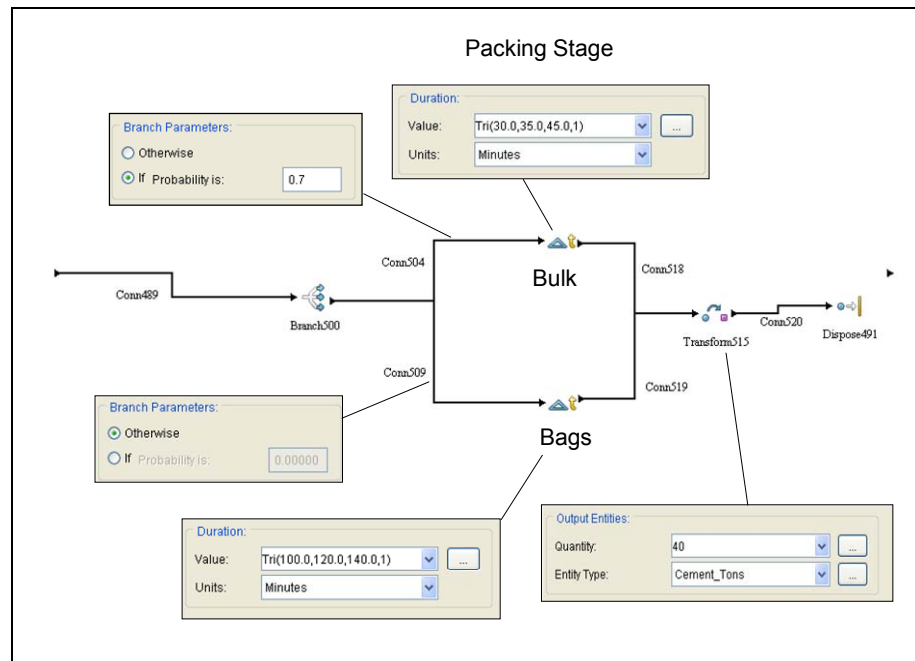 Packing Stage
Duration:
Value: Tri(30.0,35.0,45.0,1) ...
Units: Minutes
Branch Parameters:
Otherwise
If Probability is: 0.7
Conn504
Conn518
Bulk
Conn489
Branch500
Transform515
Conn520
Dispose491
Conn509
Conn519
Branch Parameters:
Otherwise
If Probability is: 0.00000
Bags
Duration:
Value: Tri(100.0,120.0,140.0,1) ...
Units: Minutes
Output Entities:
Quantity: 40 ...
Entity Type: Cement_Tons ...